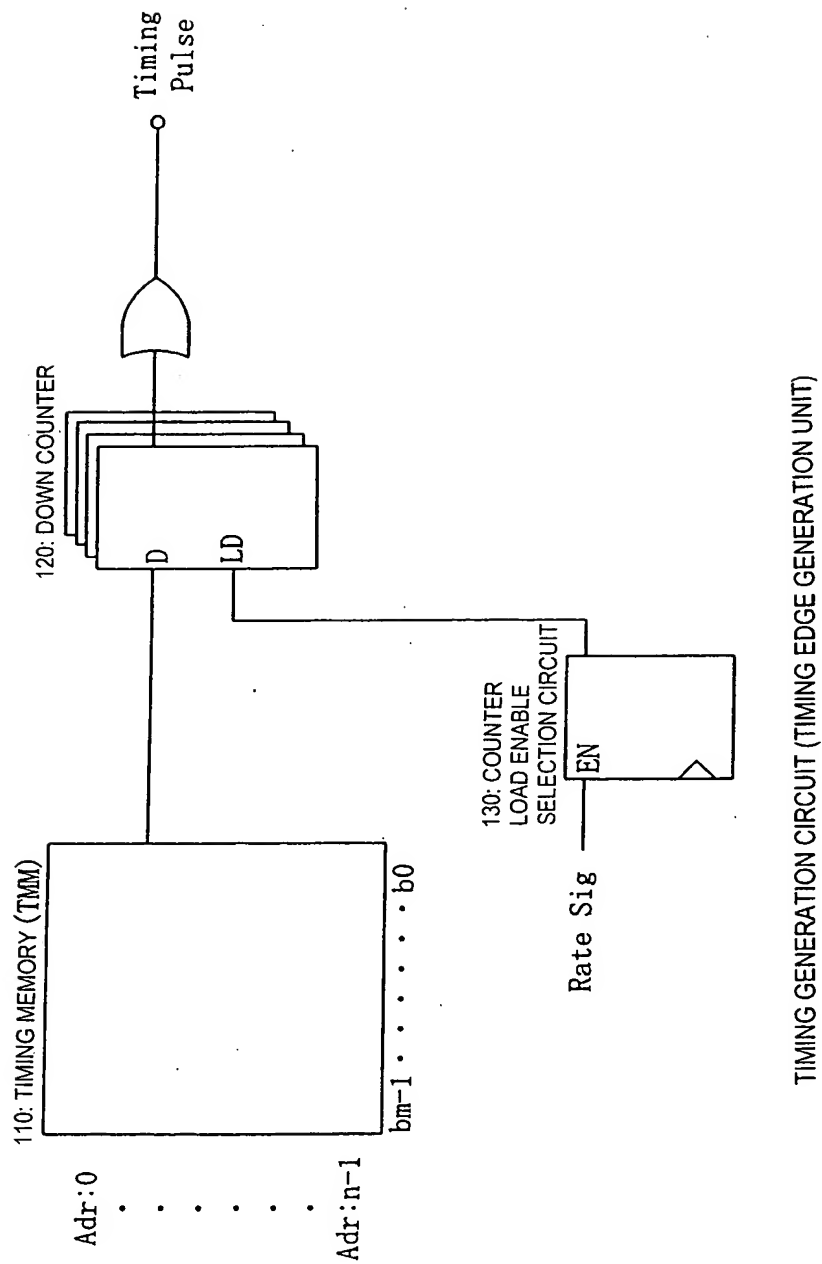 110: TIMING MEMORY (TMM)
Adr:0
Adr:n-1
bm-1 · · · · · · · · b0
120: DOWN COUNTER
D
LD
Timing
Pulse
130: COUNTER
LOAD ENABLE
SELECTION CIRCUIT
EN
Rate Sig
TIMING GENERATION CIRCUIT (TIMING EDGE GENERATION UNIT)